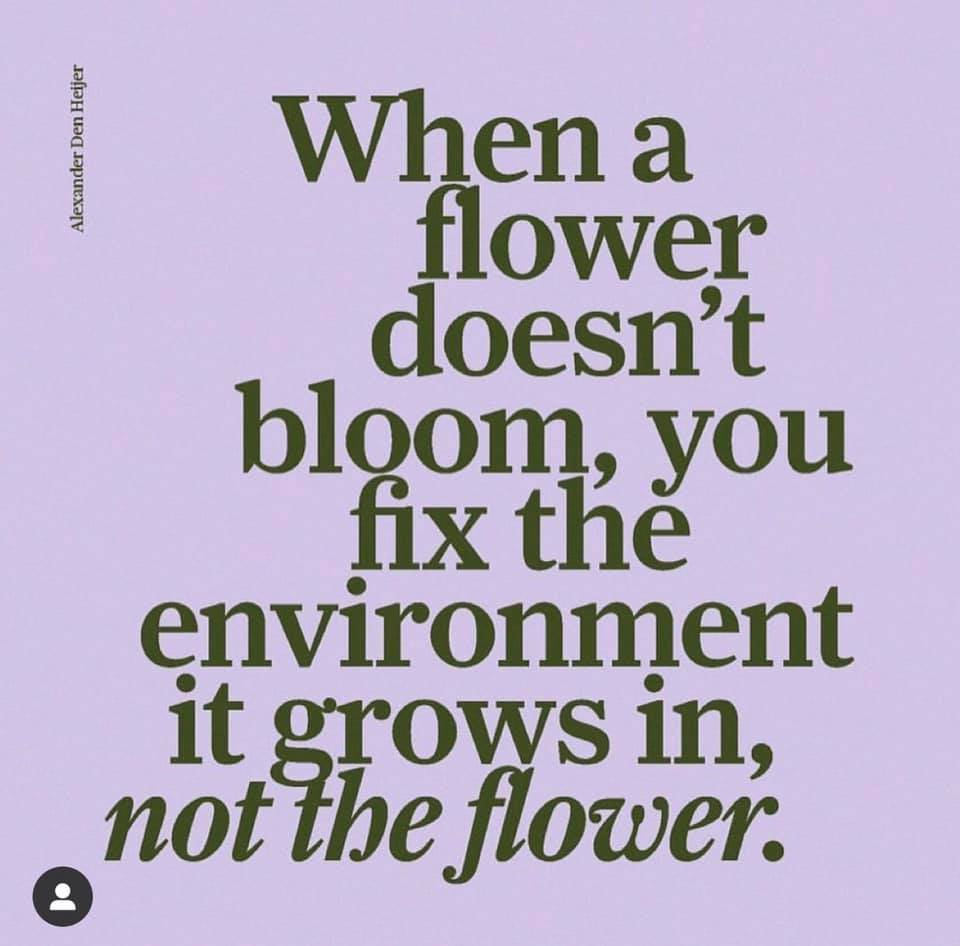 Alexander Den Heijer
When a
flower
doesn’t
bloom, you
fix the
environment
it grows in,
not the flower.